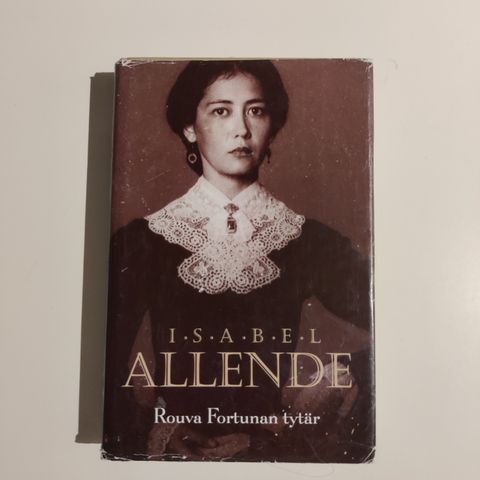 I·S·A·B·E·L
ALLENDE
Rouva Fortunan tytär